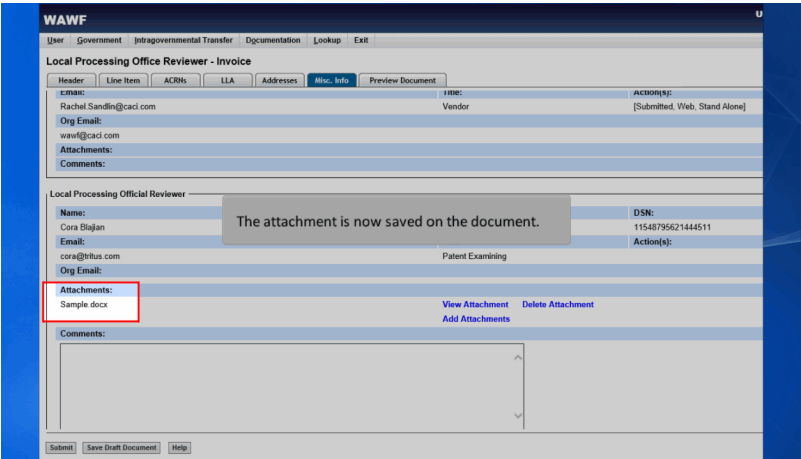 WAWF
U
User Government Intragovernmental Transfer Documentation Lookup Exit
Local Processing Office Reviewer - Invoice
Header Line Item ACRNs LLA Addresses Misc. Info Preview Document
Email: Title: Action(s):
Rachel.Sandlin@caci.com Vendor [Submitted, Web, Stand Alone]
Org Email:
wawf@caci.com
Attachments:
Comments:
Local Processing Official Reviewer
Name: DSN:
Cora Blajian 11548795621444511
The attachment is now saved on the document.
Email: Action(s):
cora@tritus.com Patent Examining
Org Email:
Attachments:
Sample.docx View Attachment Delete Attachment
Add Attachments
Comments:
Submit Save Draft Document Help